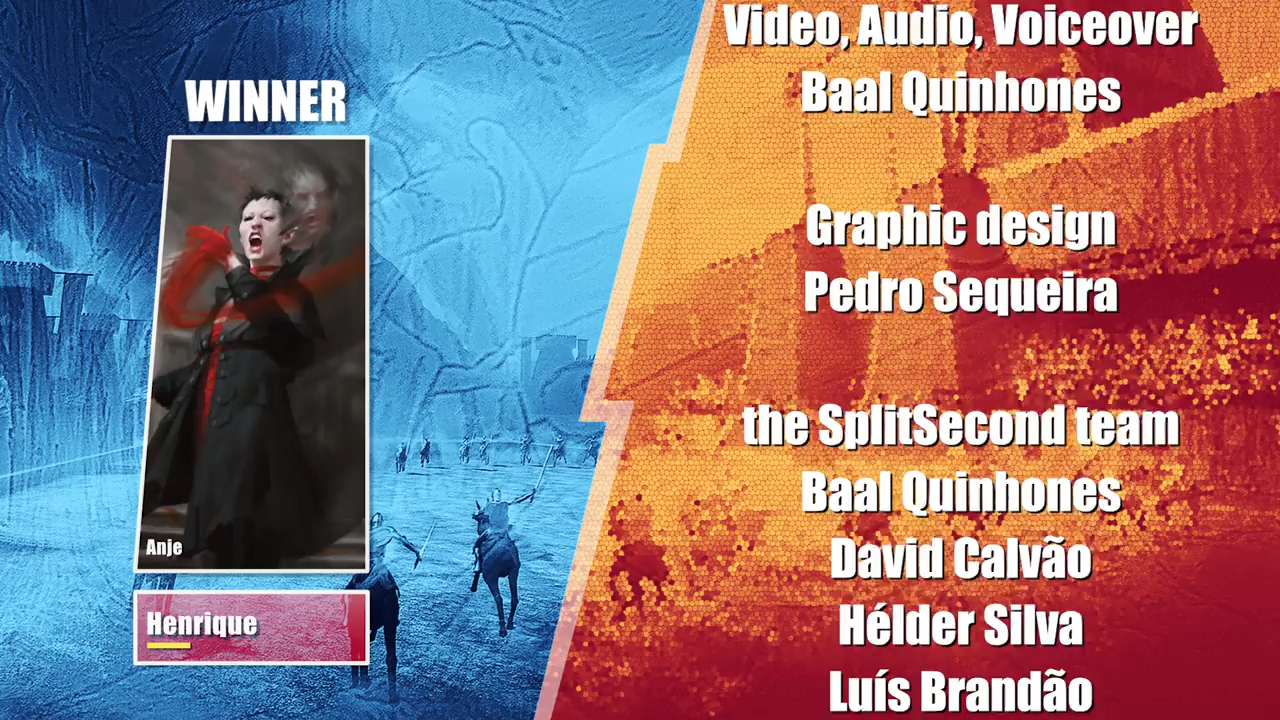 WINNER
Anje
Henrique
Video, Audio, Voiceover
Baal Quinhones
Graphic design
Pedro Sequeira
the SplitSecond team
Baal Quinhones
David Calvão
Hélder Silva
Luís Brandão